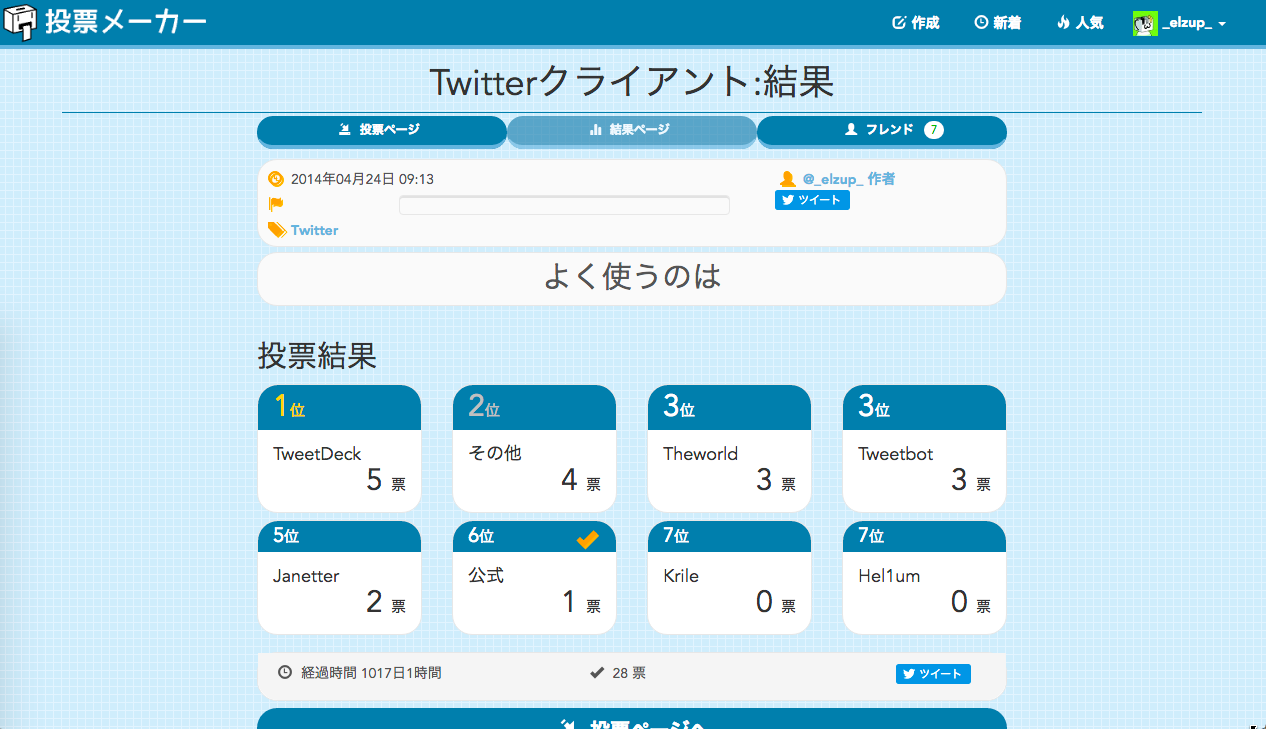 投票メーカー 作成 新着 人気 _elzup_
Twitterクライアント:結果
投票ページ 結果ページ フレンド 7
2014年04月24日 09:13 @_elzup_ 作者
ツイート
Twitter
よく使うのは
投票結果
1位 2位 3位 3位
TweetDeck その他 Theworld Tweetbot
5 票 4 票 3 票 3 票
5位 6位 7位 7位
Janetter 公式 Krile Hel1um
2 票 1 票 0 票 0 票
経過時間 1017日1時間 28 票 ツイート
投票ページへ